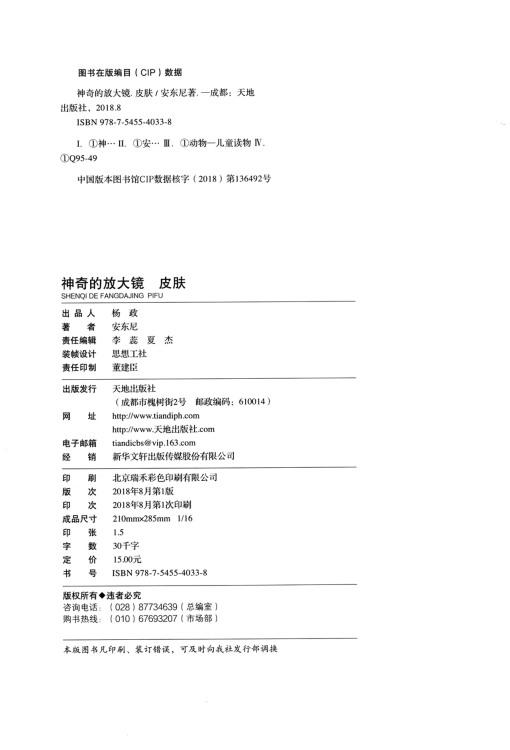 图书在版编目（CIP）数据
神奇的放大镜. 皮肤 / 安东尼著. —成都：天地
出版社，2018.8
ISBN 978-7-5455-4033-8
Ⅰ. ①神… Ⅱ. ①安… Ⅲ. ①动物—儿童读物 Ⅳ.
①Q95-49
中国版本图书馆CIP数据核字（2018）第136492号
神奇的放大镜 皮肤
SHENQI DE FANGDAJING PIFU
出品人 杨 政
著 者 安东尼
责任编辑 李 蕊 夏 杰
装帧设计 思想工社
责任印制 董建臣
出版发行 天地出版社
（成都市槐树街2号 邮政编码：610014）
网 址 http://www.tiandiph.com
http://www.天地出版社.com
电子邮箱 tiandicbs@vip.163.com
经 销 新华文轩出版传媒股份有限公司
印 刷 北京瑞禾彩色印刷有限公司
版 次 2018年8月第1版
印 次 2018年8月第1次印刷
成品尺寸 210mm×285mm 1/16
印 张 1.5
字 数 30千字
定 价 15.00元
书 号 ISBN 978-7-5455-4033-8
版权所有◆违者必究
咨询电话：（028）87734639（总编室）
购书热线：（010）67693207（市场部）
本版图书凡印刷、装订错误，可及时向我社发行部调换